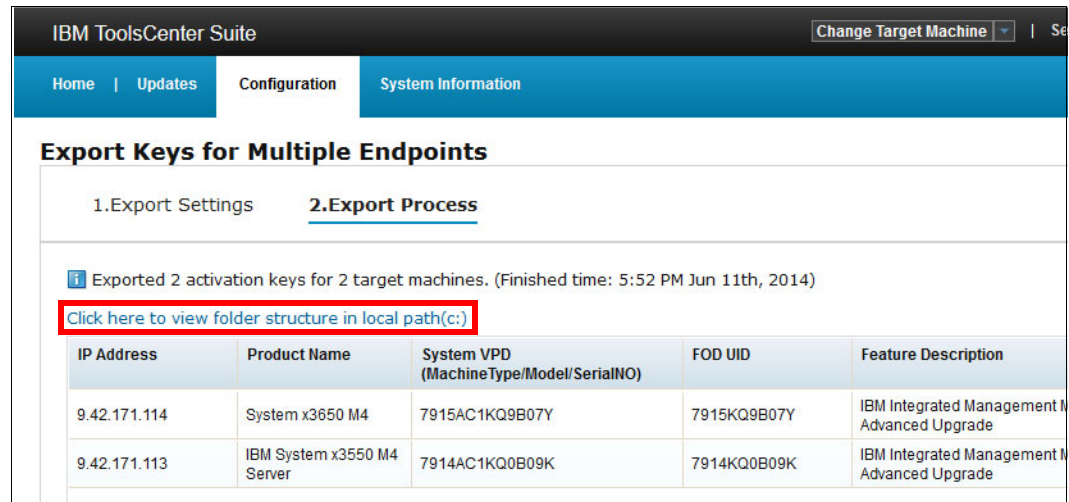 IBM ToolsCenter Suite
Change Target Machine |
Home | Updates Configuration System Information
Export Keys for Multiple Endpoints
1.Export Settings 2.Export Process
Exported 2 activation keys for 2 target machines. (Finished time: 5:52 PM Jun 11th, 2014)
Click here to view folder structure in local path(c:)
IP Address Product Name System VPD FOD UID Feature Description
(MachineType/Model/SerialNO)
9.42.171.114 System x3650 M4 7915AC1KQ9B07Y 7915KQ9B07Y IBM Integrated Management
Advanced Upgrade
9.42.171.113 IBM System x3550 M4 7914AC1KQ0B09K 7914KQ0B09K IBM Integrated Management
Server Advanced Upgrade